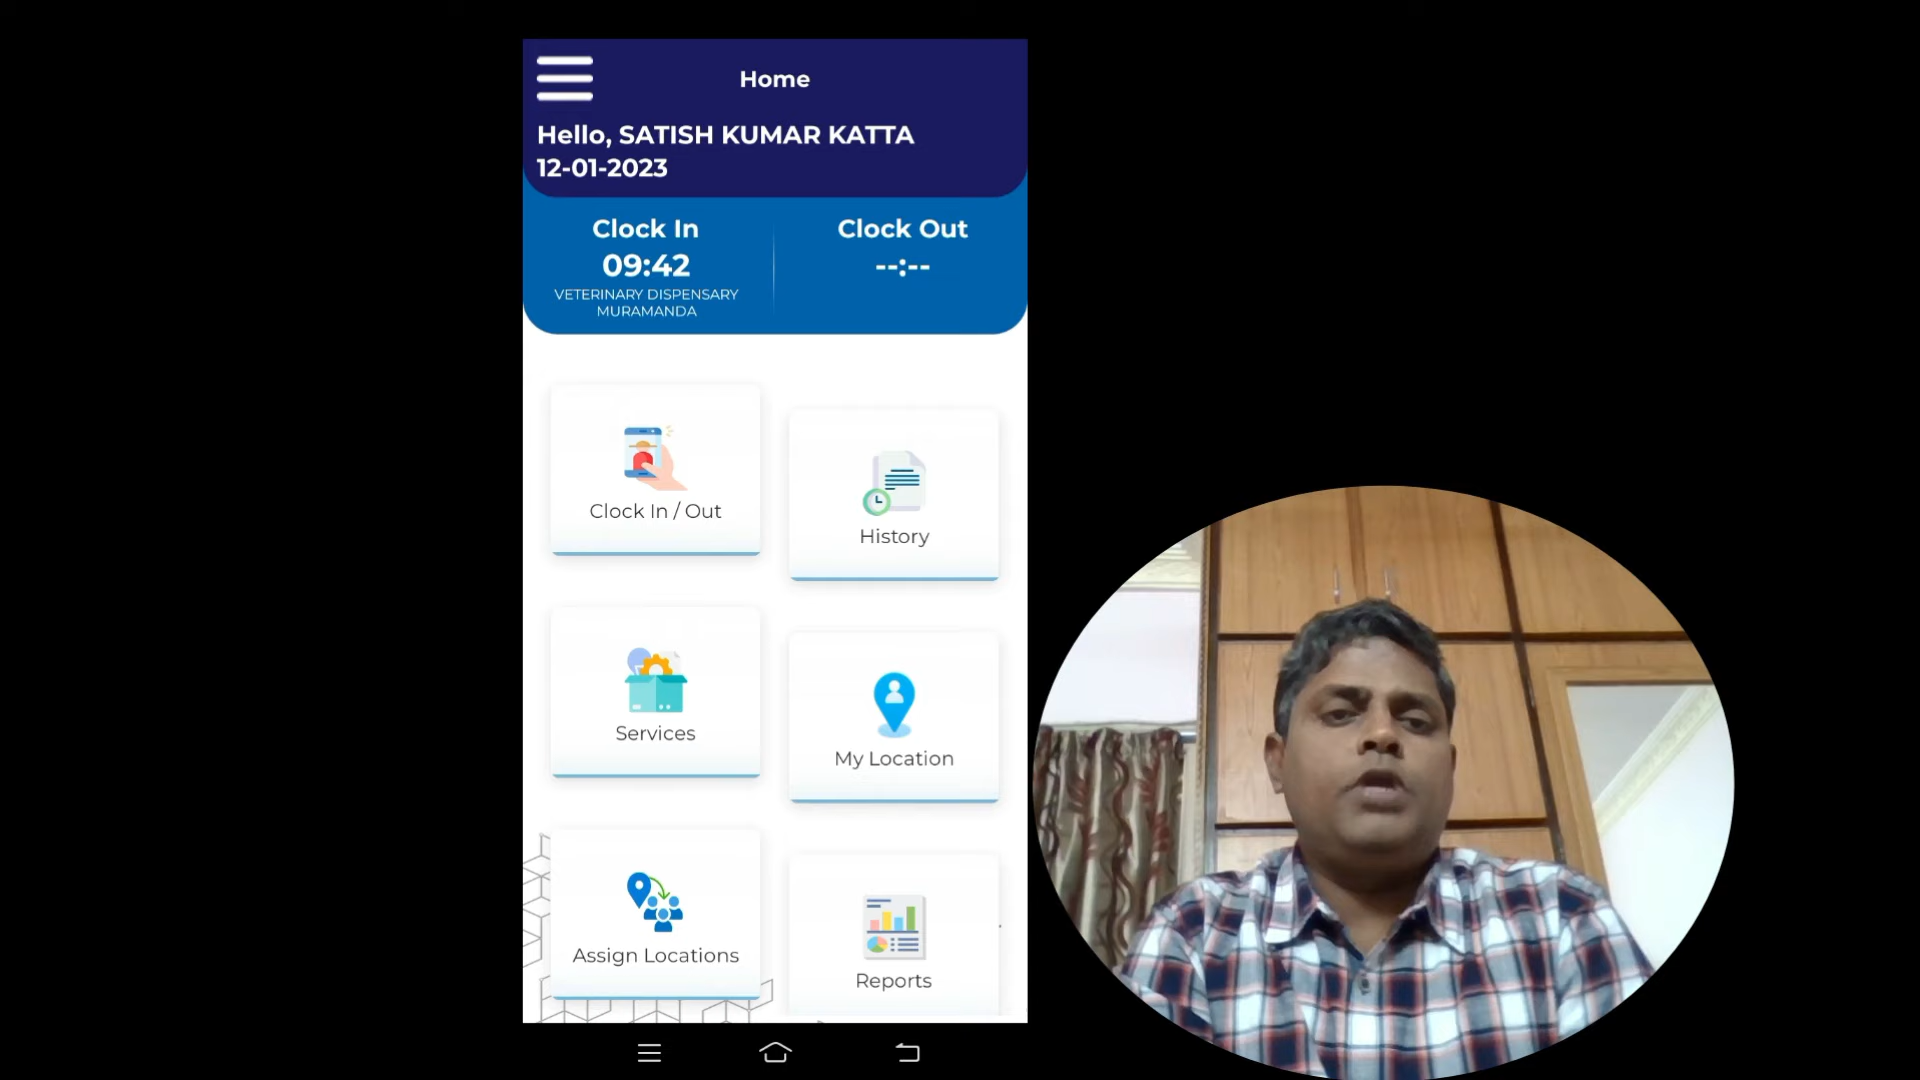 Home
Hello, SATISH KUMAR KATTA
12-01-2023
Clock In
09:42
VETERINARY DISPENSARY
MURAMANDA
Clock Out
--:--
Clock In / Out
History
Services
My Location
Assign Locations
Reports